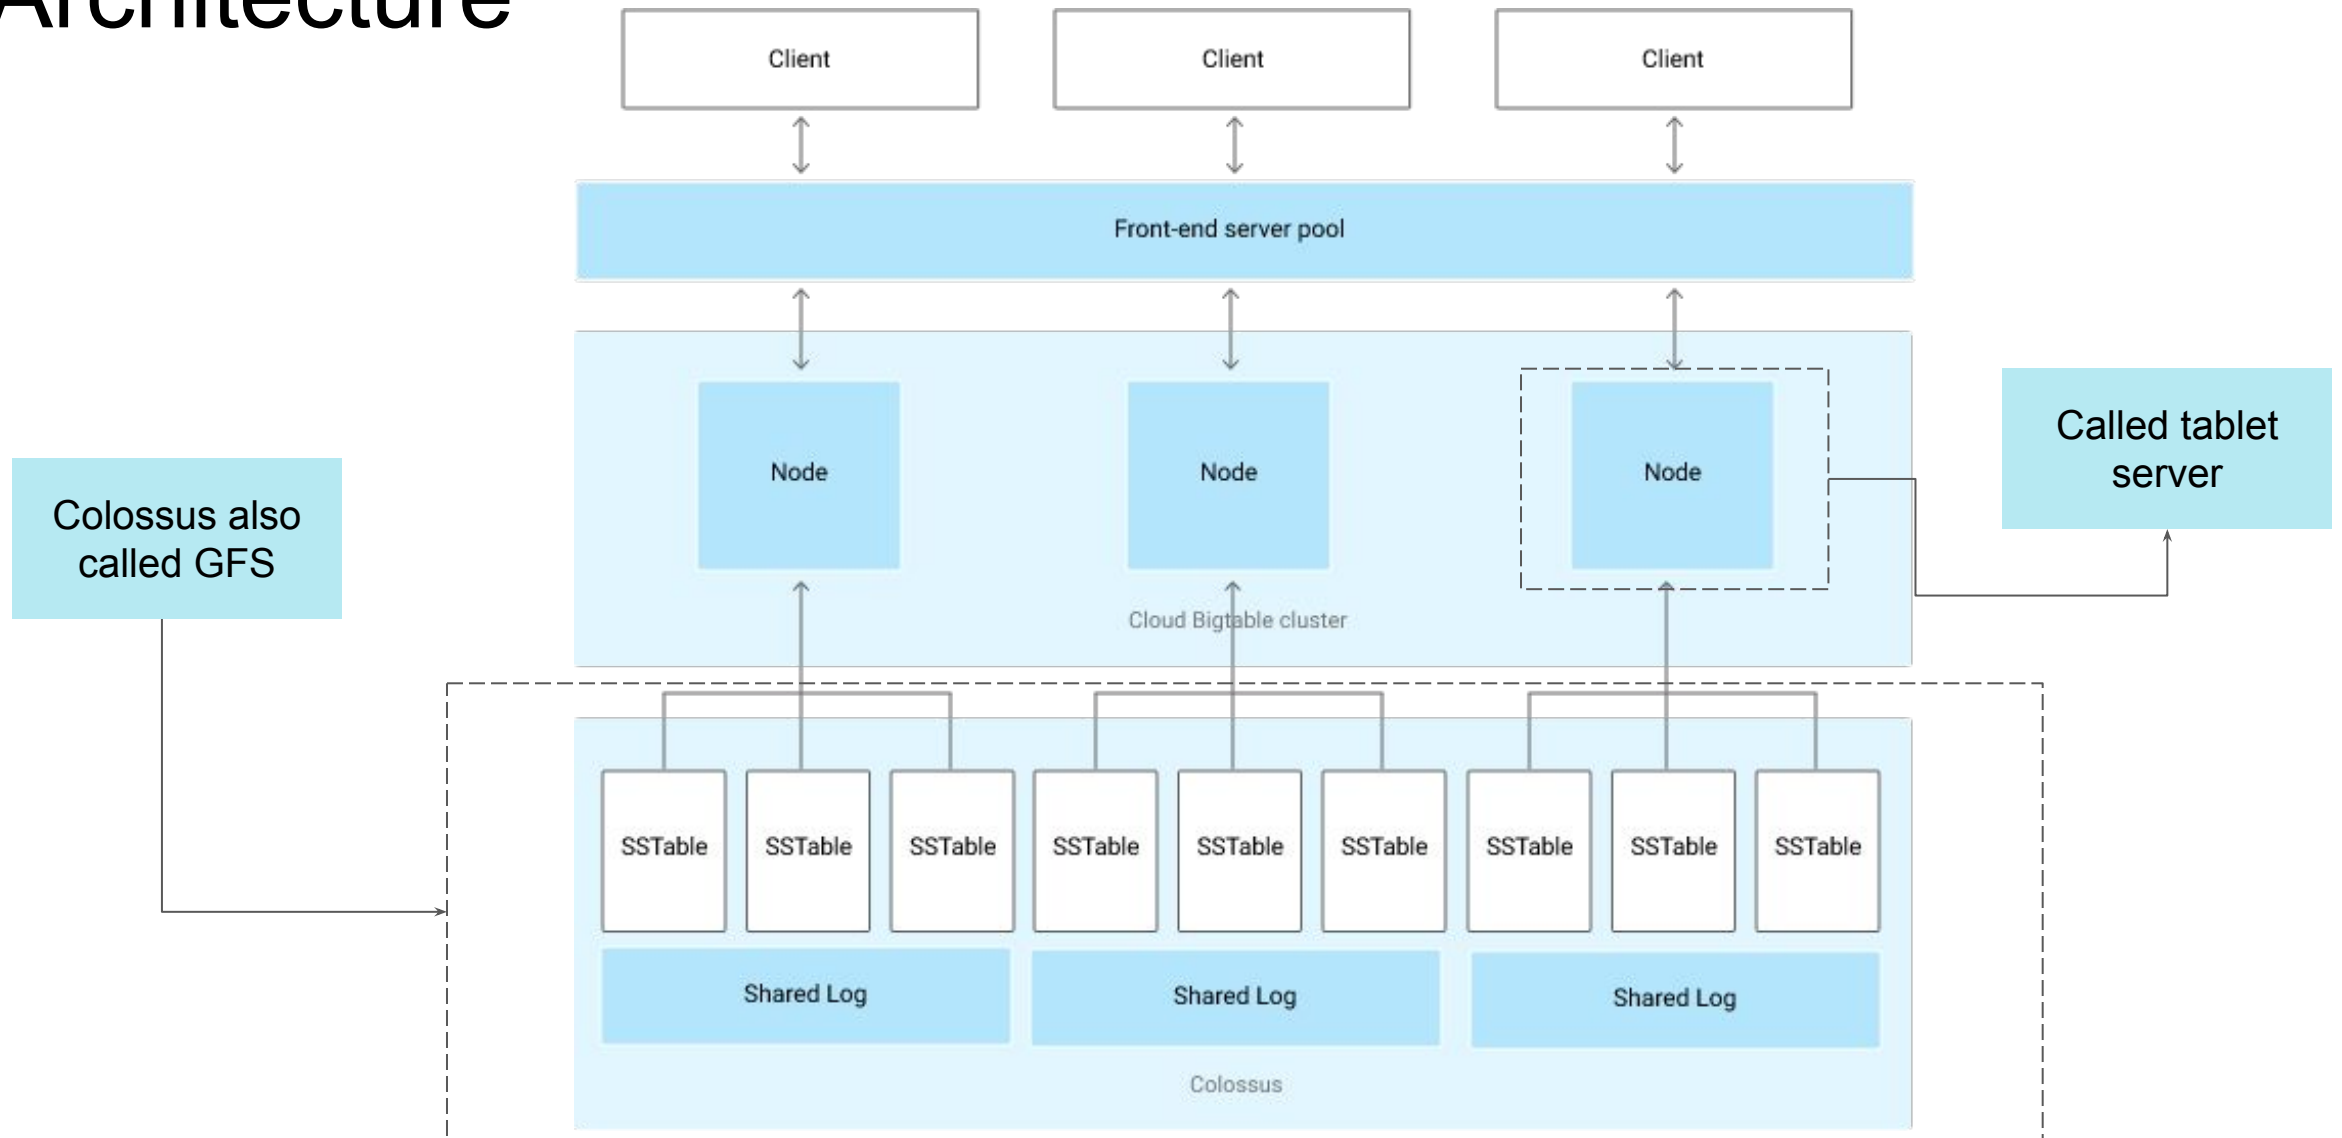 Architecture
Client
Client
Client
Front-end server pool
Node
Node
Node
Called tablet
server
Colossus also
called GFS
Cloud Bigtable cluster
SSTable
SSTable
SSTable
SSTable
SSTable
SSTable
SSTable
SSTable
SSTable
Shared Log
Shared Log
Shared Log
Colossus